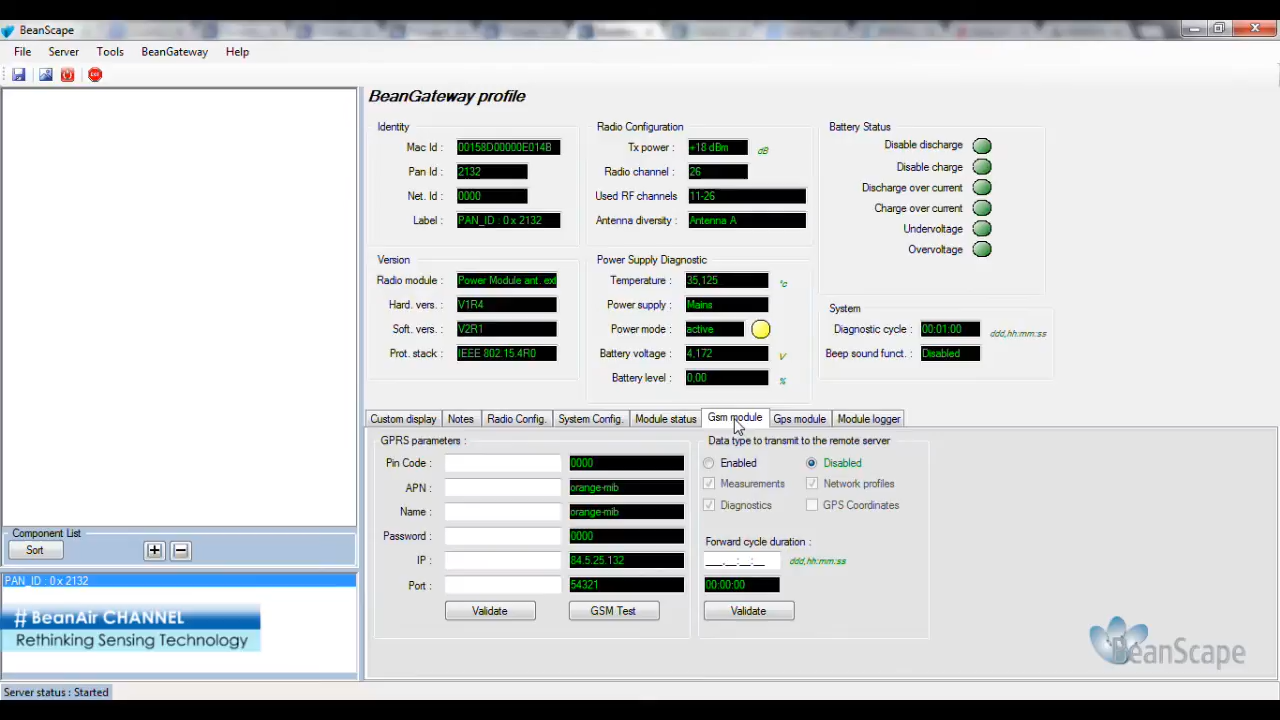 BeanScape
File Server Tools BeanGateway Help
BeanGateway profile
Identity
Mac Id : 00158D00000E014B
Pan Id : 2132
Net. Id : 0000
Label : PAN_ID : 0 x 2132
Radio Configuration
Tx power : +18 dBm dB
Radio channel : 26
Used RF channels 11-26
Antenna diversity : Antenna A
Battery Status
Disable discharge
Disable charge
Discharge over current
Charge over current
Undervoltage
Overvoltage
Version
Radio module : Power Module ant. ext
Hard. vers. : V1R4
Soft. vers. : V2R1
Prot. stack : IEEE 802.15.4R0
Power Supply Diagnostic
Temperature : 35,125 °c
Power supply : Mains
Power mode : active
Battery voltage : 4,172 V
Battery level : 0,00 %
System
Diagnostic cycle : 00:01:00 ddd,hh:mm:ss
Beep sound funct. : Disabled
Custom display Notes Radio Config. System Config. Module status Gsm module Gps module Module logger
GPRS parameters :
Pin Code : 0000
APN : orange-mib
Name : orange-mib
Password : 0000
IP : 84.5.25.132
Port : 54321
Validate GSM Test
Data type to transmit to the remote server
Enabled Disabled
Measurements Network profiles
Diagnostics GPS Coordinates
Forward cycle duration :
___,__:__:__ ddd,hh:mm:ss
00:00:00
Validate
Component List
Sort
PAN_ID : 0 x 2132
# BeanAir CHANNEL
Rethinking Sensing Technology
BeanScape
Server status : Started